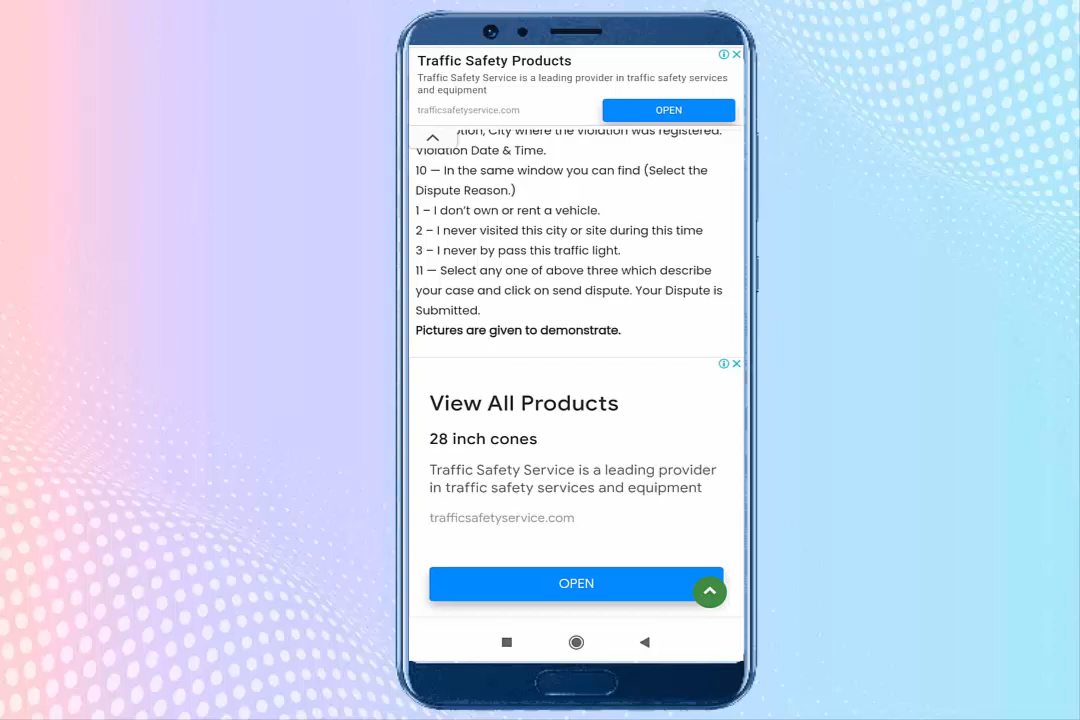 Traffic Safety Products
Traffic Safety Service is a leading provider in traffic safety services
and equipment
trafficsafetyservice.com
OPEN
City where the violation was registered.
Violation Date & Time.
10 — In the same window you can find (Select the
Dispute Reason.)
1 – I don't own or rent a vehicle.
2 – I never visited this city or site during this time
3 – I never by pass this traffic light.
11 — Select any one of above three which describe
your case and click on send dispute. Your Dispute is
Submitted.
Pictures are given to demonstrate.
View All Products
28 inch cones
Traffic Safety Service is a leading provider
in traffic safety services and equipment
trafficsafetyservice.com
OPEN